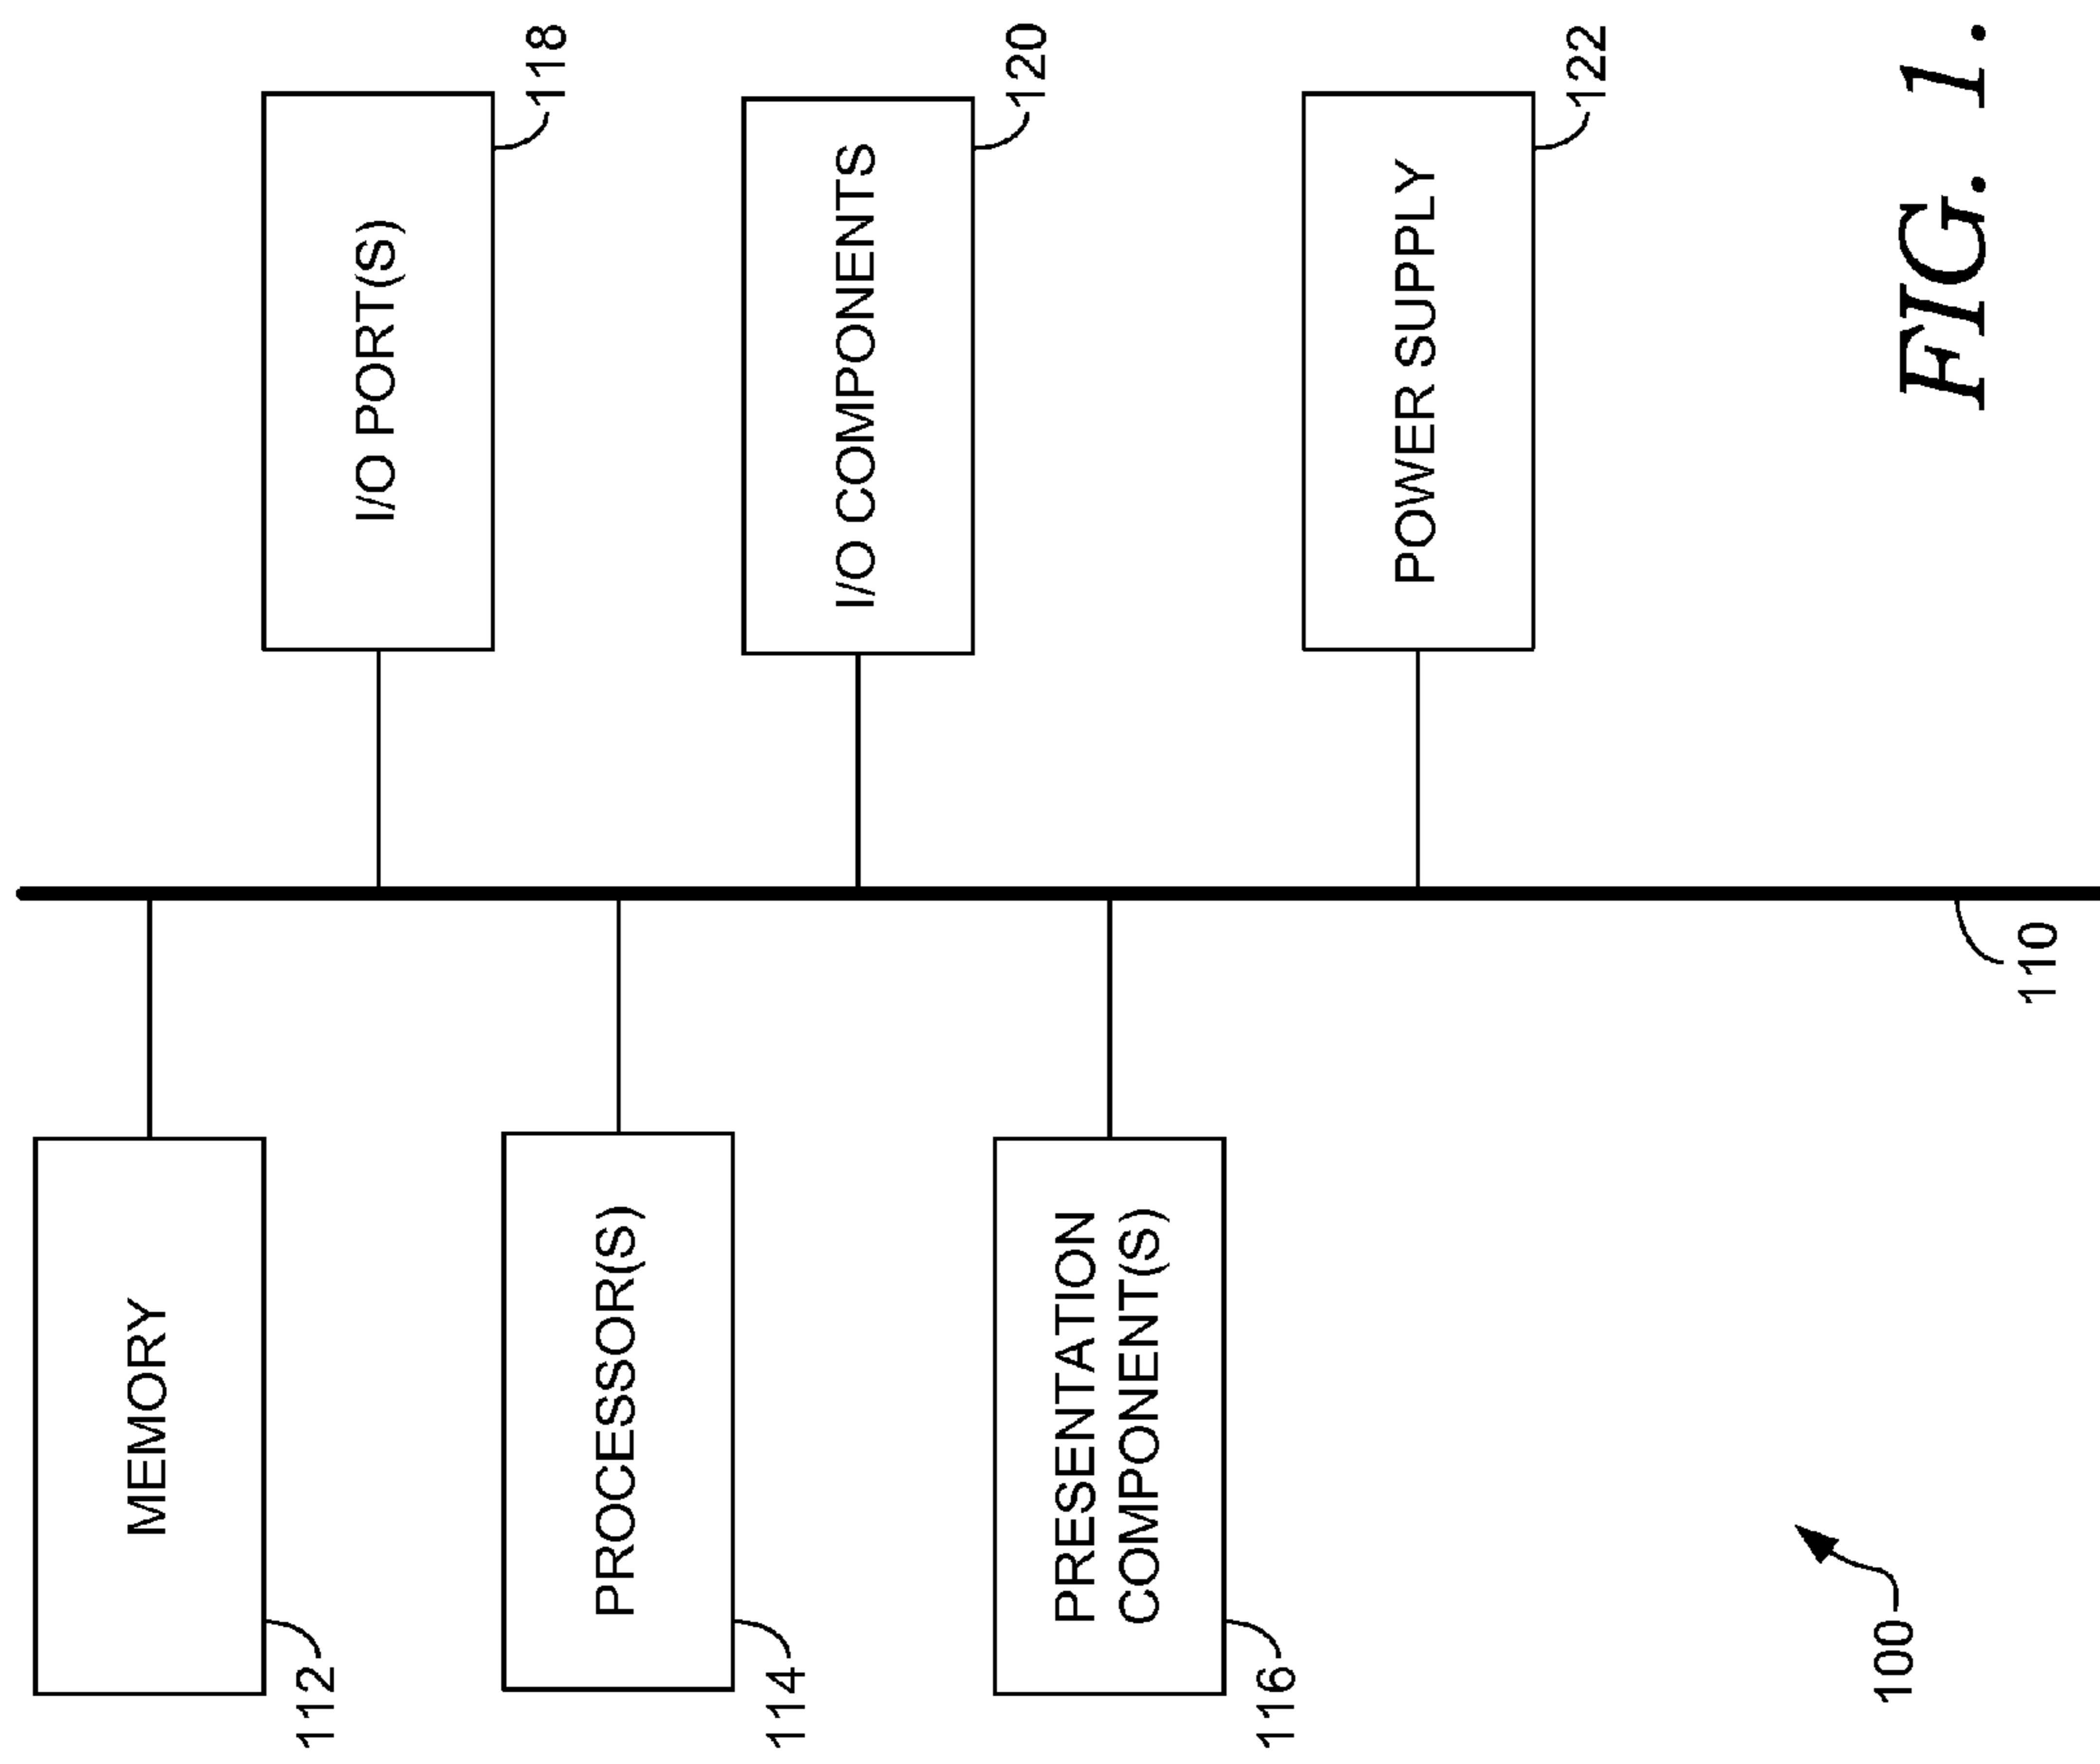 MEMORY
112
PROCESSOR(S)
114
PRESENTATION
COMPONENT(S)
116
100
110
I/O PORT(S)
118
I/O COMPONENTS
120
POWER SUPPLY
122
FIG. 1.